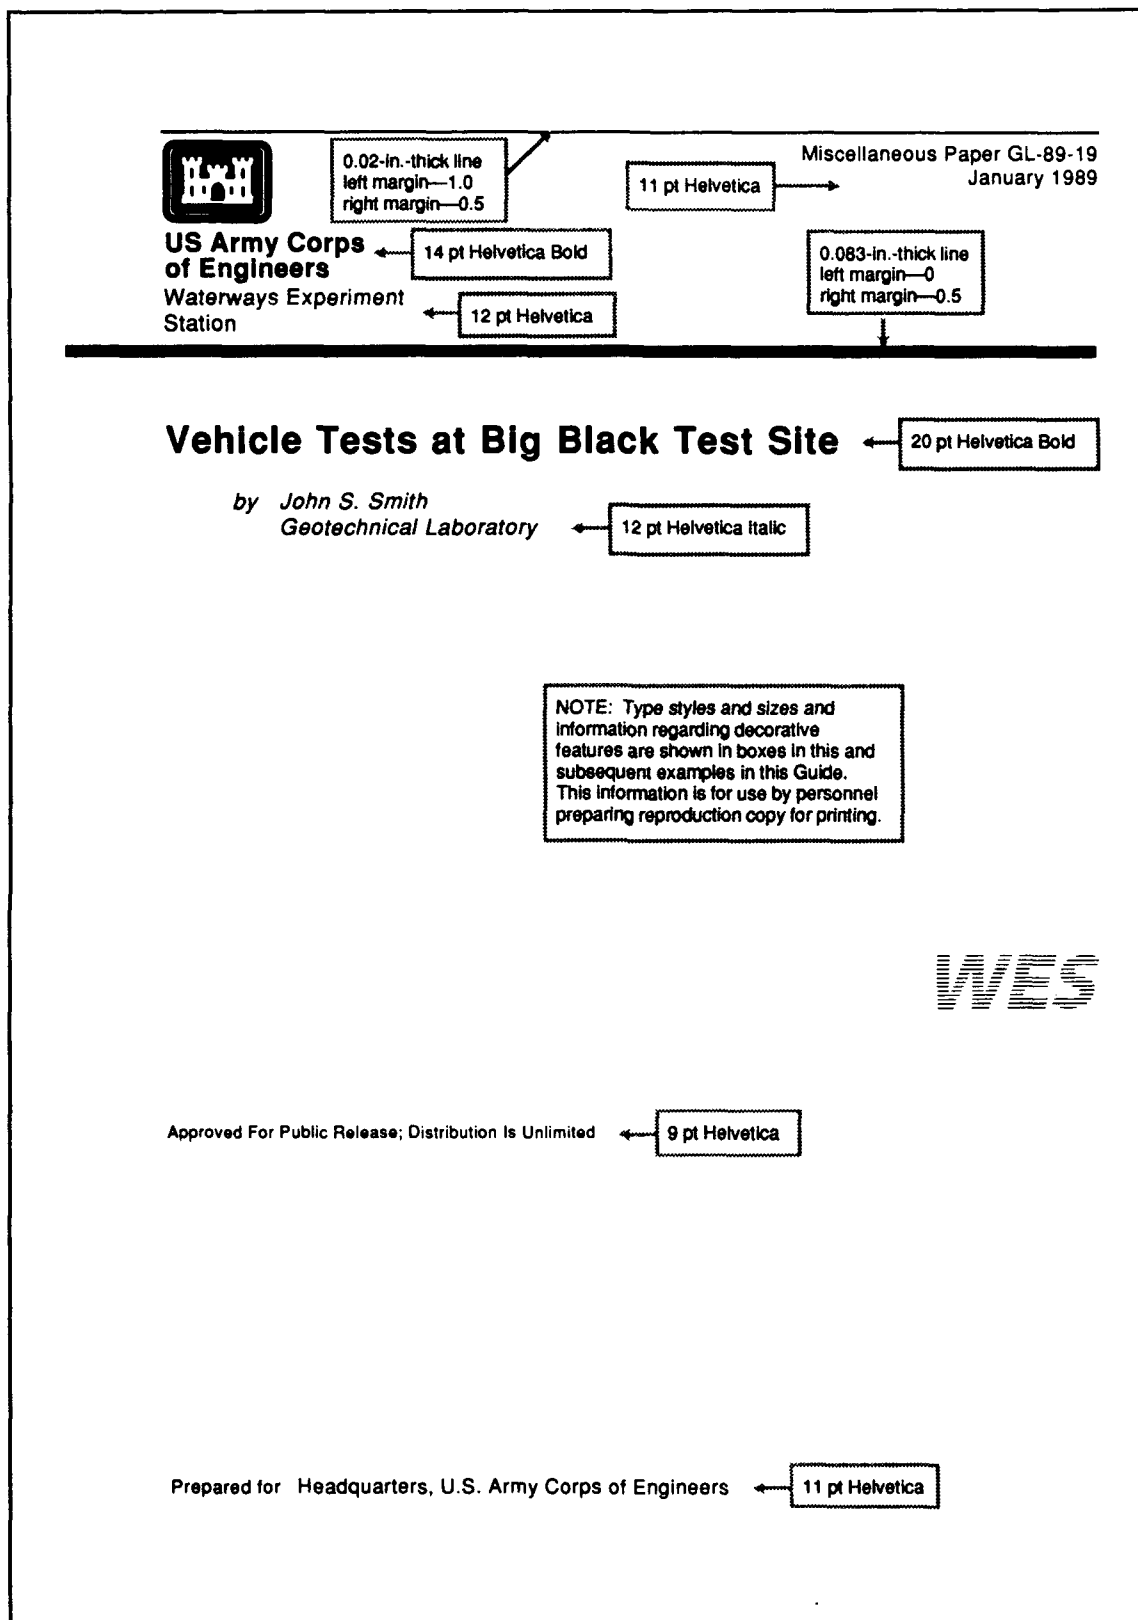 0.02-in.-thick line
left margin—1.0
right margin—0.5
Miscellaneous Paper GL-89-19
January 1989
11 pt Helvetica
US Army Corps
of Engineers
14 pt Helvetica Bold
Waterways Experiment
Station
12 pt Helvetica
0.083-in.-thick line
left margin—0
right margin—0.5
Vehicle Tests at Big Black Test Site
20 pt Helvetica Bold
by John S. Smith
Geotechnical Laboratory
12 pt Helvetica Italic
NOTE: Type styles and sizes and
information regarding decorative
features are shown in boxes in this and
subsequent examples in this Guide.
This information is for use by personnel
preparing reproduction copy for printing.
WES
Approved For Public Release; Distribution Is Unlimited
9 pt Helvetica
Prepared for Headquarters, U.S. Army Corps of Engineers
11 pt Helvetica